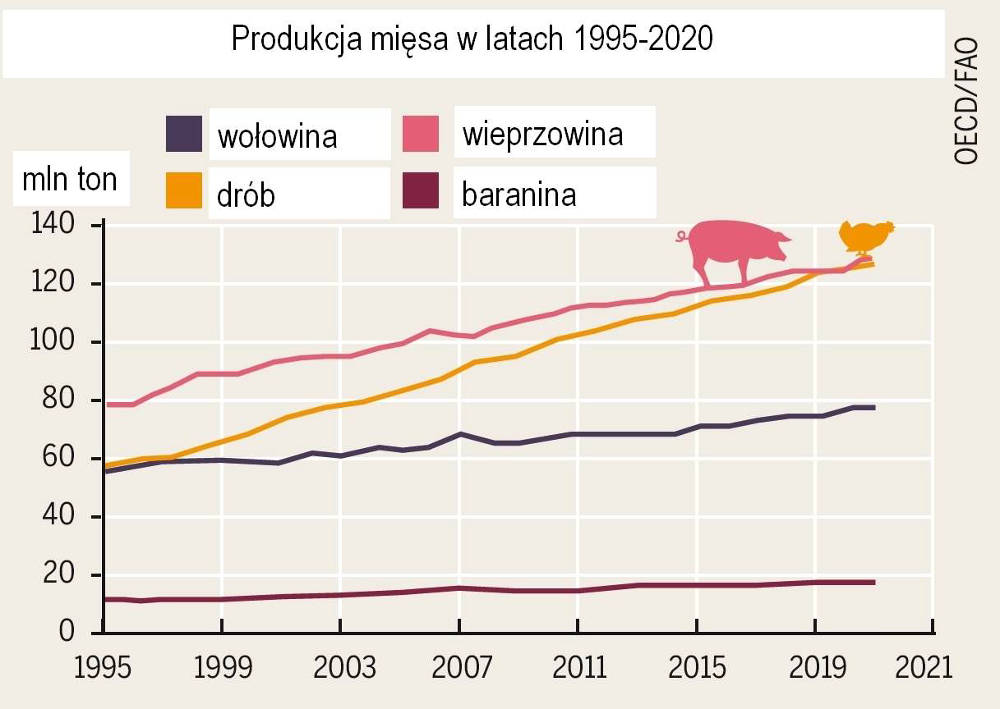 Produkcja mięsa w latach 1995-2020
OECD/FAO
wołowina
wieprzowina
drób
baranina
mln ton
140
120
100
80
60
40
20
0
1995 1999 2003 2007 2011 2015 2019 2021